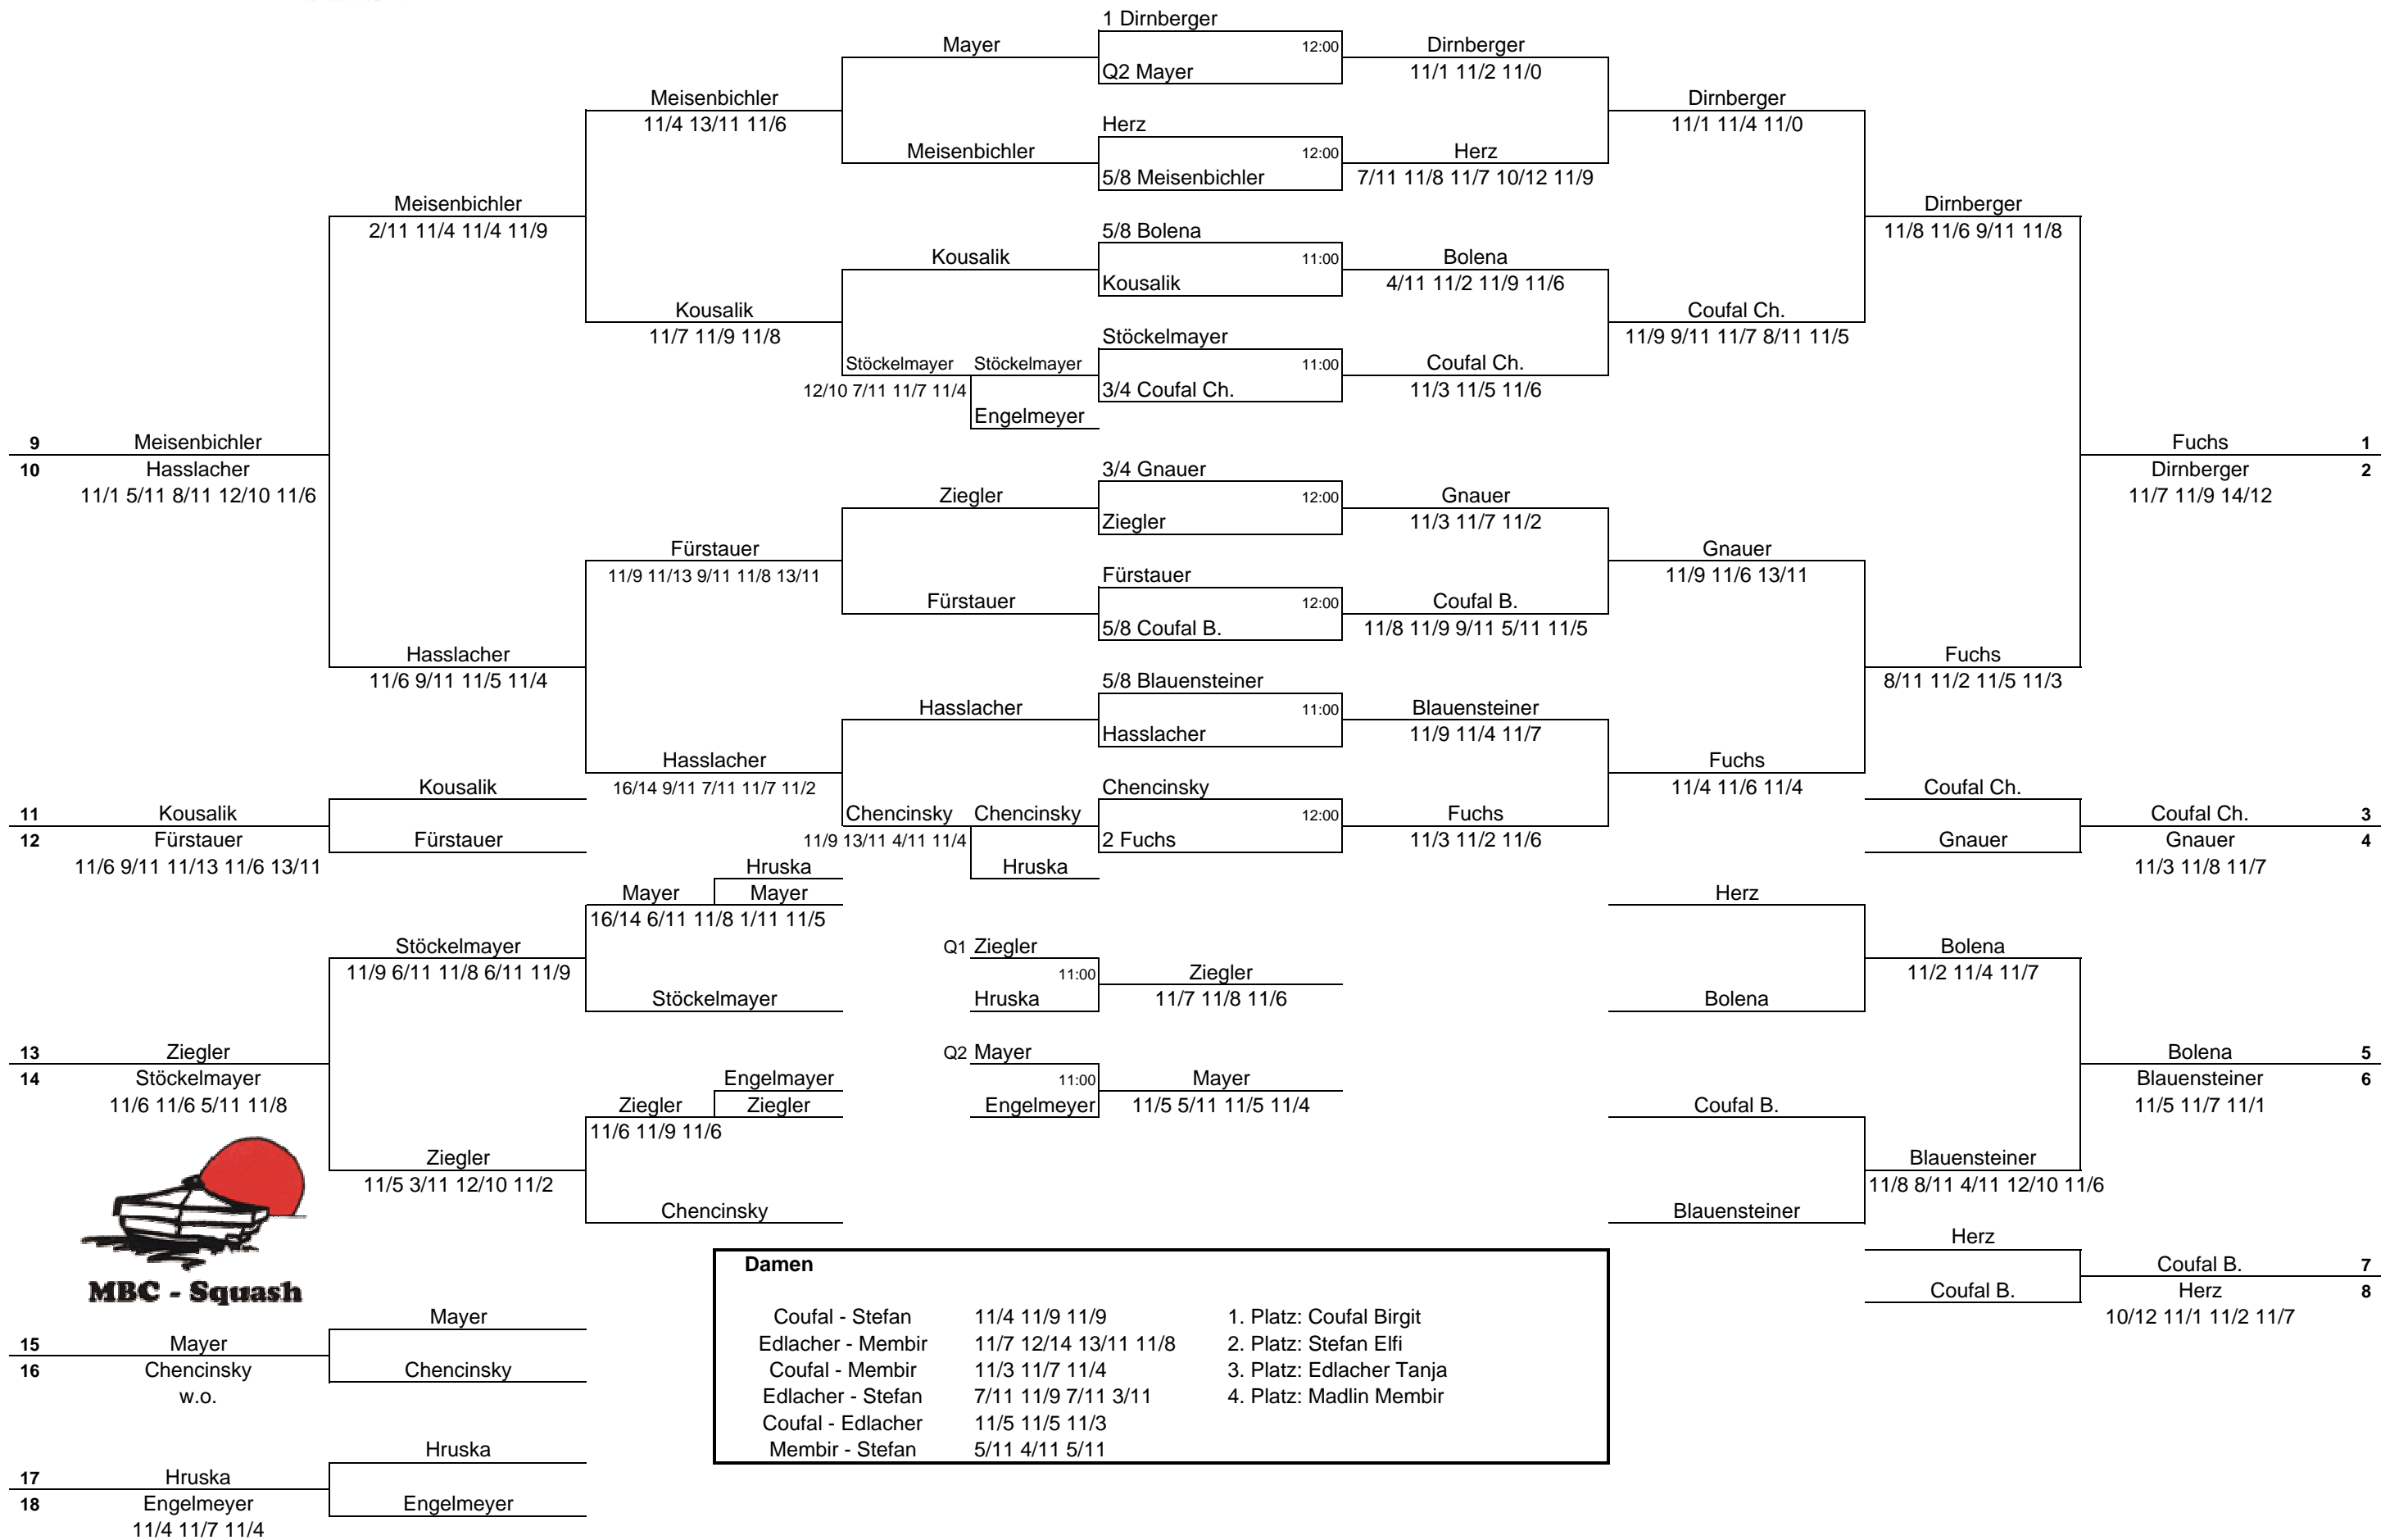 1 Dirnberger
Mayer 12:00 Dirnberger
Q2 Mayer 11/1 11/2 11/0
Meisenbichler Dirnberger
11/4 13/11 11/6 Herz 11/1 11/4 11/0
Meisenbichler 12:00 Herz
5/8 Meisenbichler 7/11 11/8 11/7 10/12 11/9
Meisenbichler Dirnberger
2/11 11/4 11/4 11/9 5/8 Bolena 11/8 11/6 9/11 11/8
Kousalik 11:00 Bolena
Kousalik 4/11 11/2 11/9 11/6
Kousalik Coufal Ch.
11/7 11/9 11/8 Stöckelmayer 11/9 9/11 11/7 8/11 11/5
Stöckelmayer Stöckelmayer 11:00 Coufal Ch.
12/10 7/11 11/7 11/4 3/4 Coufal Ch. 11/3 11/5 11/6
Engelmeyer
9 Meisenbichler Fuchs 1
10 Hasslacher 3/4 Gnauer Dirnberger 2
11/1 5/11 8/11 12/10 11/6 Ziegler 12:00 Gnauer 11/7 11/9 14/12
Ziegler 11/3 11/7 11/2
Fürstauer Gnauer
11/9 11/13 9/11 11/8 13/11 Fürstauer 11/9 11/6 13/11
Fürstauer 12:00 Coufal B.
5/8 Coufal B. 11/8 11/9 9/11 5/11 11/5
Hasslacher Fuchs
11/6 9/11 11/5 11/4 5/8 Blauensteiner 8/11 11/2 11/5 11/3
Hasslacher 11:00 Blauensteiner
Hasslacher 11/9 11/4 11/7
Hasslacher Fuchs
Kousalik 16/14 9/11 7/11 11/7 11/2 Chencinsky 11/4 11/6 11/4 Coufal Ch.
11 Kousalik Chencinsky Chencinsky 12:00 Fuchs Coufal Ch. 3
12 Fürstauer Fürstauer 11/9 13/11 4/11 11/4 2 Fuchs 11/3 11/2 11/6 Gnauer Gnauer 4
11/6 9/11 11/13 11/6 13/11 Hruska Hruska 11/3 11/8 11/7
Mayer Mayer Herz
16/14 6/11 11/8 1/11 11/5
Stöckelmayer Q1 Ziegler Bolena
11/9 6/11 11/8 6/11 11/9 11:00 Ziegler 11/2 11/4 11/7
Stöckelmayer Hruska 11/7 11/8 11/6 Bolena
13 Ziegler Q2 Mayer Bolena 5
14 Stöckelmayer Engelmayer 11:00 Mayer Blauensteiner 6
11/6 11/6 5/11 11/8 Ziegler Ziegler Engelmeyer 11/5 5/11 11/5 11/4 Coufal B. 11/5 11/7 11/1
11/6 11/9 11/6
Ziegler Blauensteiner
11/5 3/11 12/10 11/2 11/8 8/11 4/11 12/10 11/6
Chencinsky Blauensteiner
Herz
Damen Coufal B. 7
MBC - Squash Coufal B. Herz 8
Mayer Coufal - Stefan 11/4 11/9 11/9 1. Platz: Coufal Birgit 10/12 11/1 11/2 11/7
15 Mayer Edlacher - Membir 11/7 12/14 13/11 11/8 2. Platz: Stefan Elfi
16 Chencinsky Chencinsky Coufal - Membir 11/3 11/7 11/4 3. Platz: Edlacher Tanja
w.o. Edlacher - Stefan 7/11 11/9 7/11 3/11 4. Platz: Madlin Membir
Coufal - Edlacher 11/5 11/5 11/3
Hruska Membir - Stefan 5/11 4/11 5/11
17 Hruska
18 Engelmeyer Engelmeyer
11/4 11/7 11/4